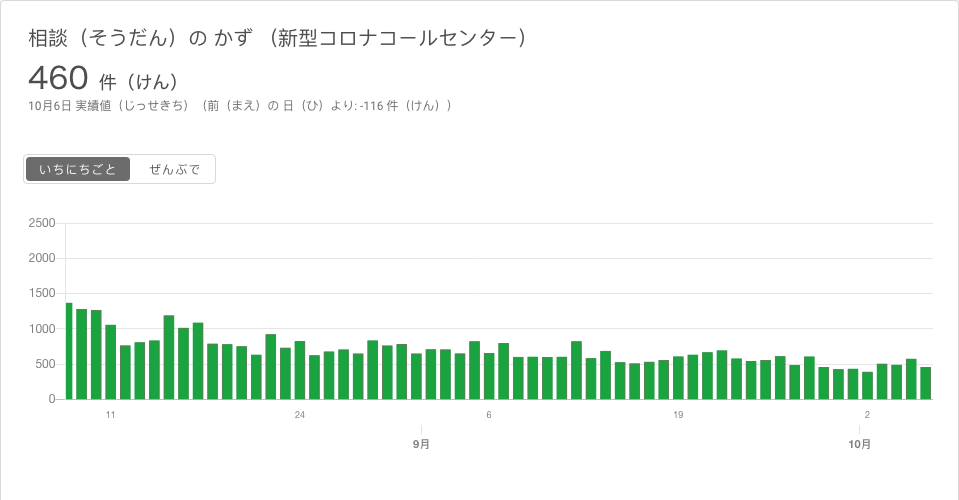 相談（そうだん）の かず （新型コロナコールセンター）
460 件（けん）
10月6日 実績値（じっせきち）（前（まえ）の 日（ひ）より: -116 件（けん））
いちにちごと ぜんぶで
2500
2000
1500
1000
500
0
11 24 6 19 2
9月 10月